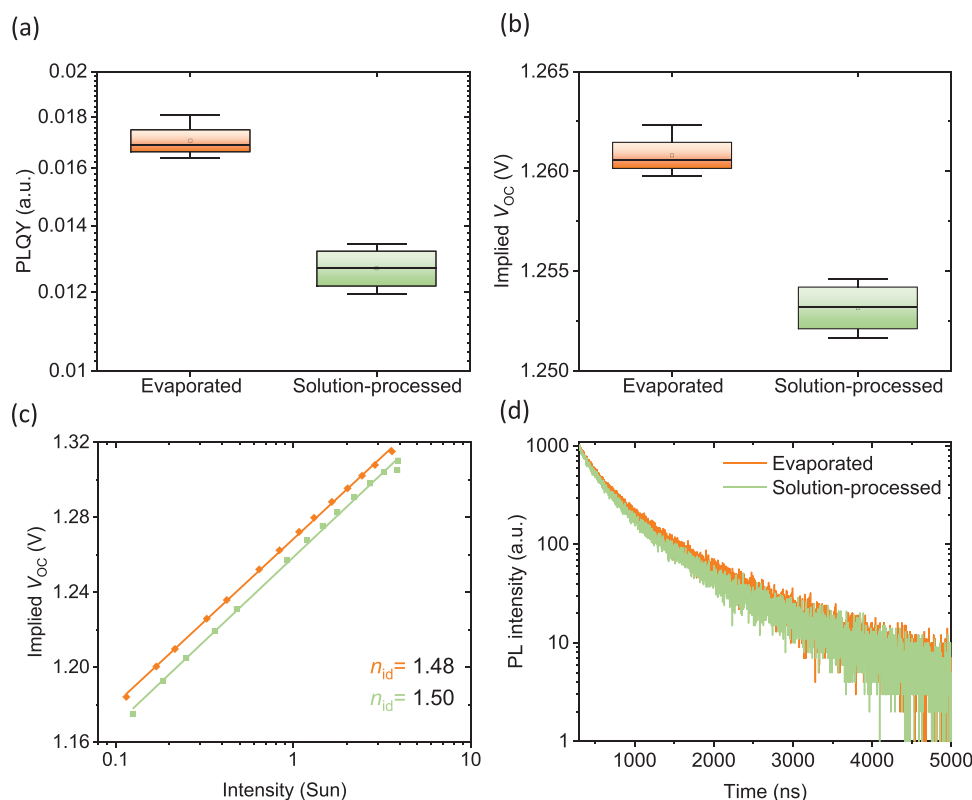 (a)
0.02
0.018
0.016
0.014
0.012
0.01
PLQY (a.u.)
Evaporated
Solution-processed
(b)
1.265
1.260
1.255
1.250
Implied VOC (V)
Evaporated
Solution-processed
(c)
1.32
1.28
1.24
1.20
1.16
Implied VOC (V)
nid= 1.48
nid= 1.50
0.1
1
10
Intensity (Sun)
(d)
1000
100
10
1
PL intensity (a.u.)
Evaporated
Solution-processed
1000
2000
3000
4000
5000
Time (ns)